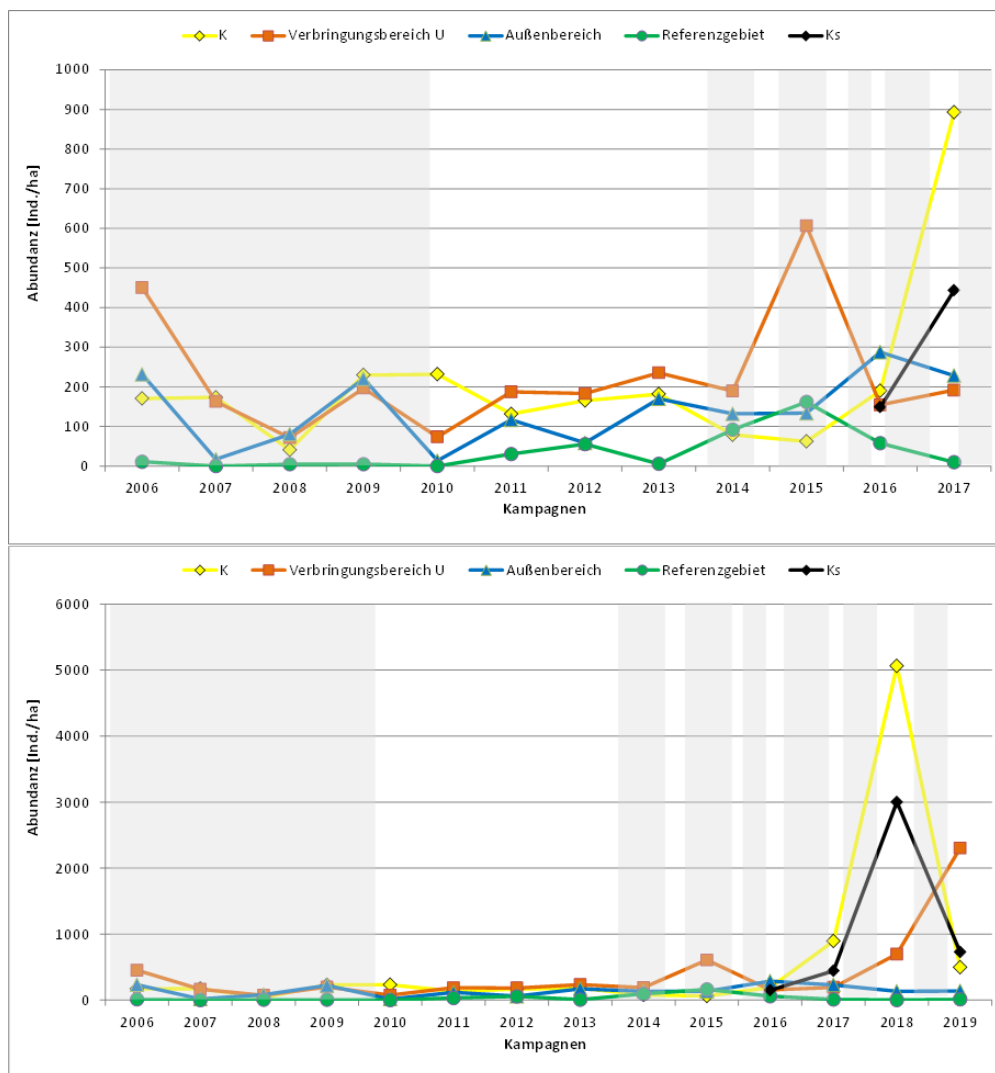 K Verbringungsbereich U Außenbereich Referenzgebiet Ks
1000
900
800
700
600
500
400
300
200
100
0
Abundanz [Ind./ha]
2006 2007 2008 2009 2010 2011 2012 2013 2014 2015 2016 2017
Kampagnen
K Verbringungsbereich U Außenbereich Referenzgebiet Ks
6000
5000
4000
3000
2000
1000
0
Abundanz [Ind./ha]
2006 2007 2008 2009 2010 2011 2012 2013 2014 2015 2016 2017 2018 2019
Kampagnen